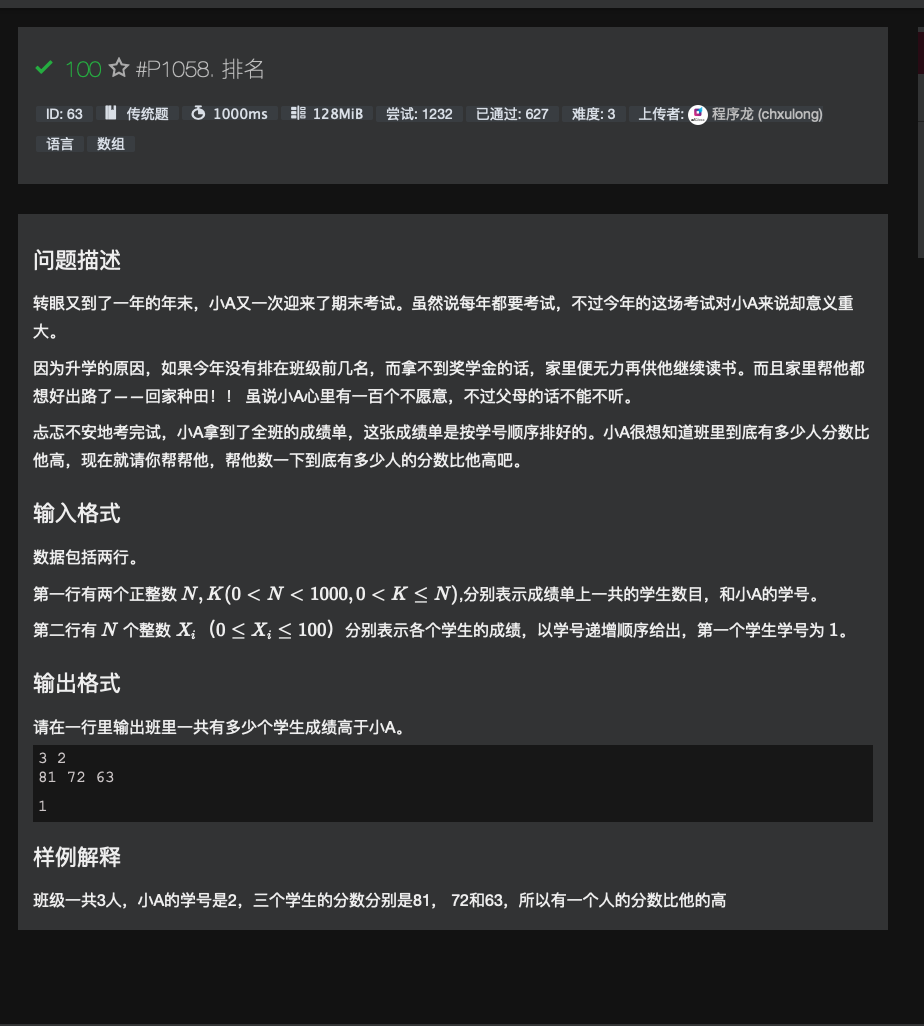 100 #P1058. 排名
ID: 63 传统题 1000ms 128MiB 尝试: 1232 已通过: 627 难度: 3 上传者: 程序龙 (chxulong)
语言 数组
问题描述
转眼又到了一年的年末，小A又一次迎来了期末考试。虽然说每年都要考试，不过今年的这场考试对小A来说却意义重
大。
因为升学的原因，如果今年没有排在班级前几名，而拿不到奖学金的话，家里便无力再供他继续读书。而且家里帮他都
想好出路了——回家种田！！ 虽说小A心里有一百个不愿意，不过父母的话不能不听。
忐忑不安地考完试，小A拿到了全班的成绩单，这张成绩单是按学号顺序排好的。小A很想知道班里到底有多少人分数比
他高，现在就请你帮帮他，帮他数一下到底有多少人的分数比他高吧。
输入格式
数据包括两行。
第一行有两个正整数 N, K(0 < N < 1000, 0 < K ≤ N),分别表示成绩单上一共的学生数目，和小A的学号。
第二行有 N 个整数 Xᵢ（0 ≤ Xᵢ ≤ 100）分别表示各个学生的成绩，以学号递增顺序给出，第一个学生学号为 1。
输出格式
请在一行里输出班里一共有多少个学生成绩高于小A。
3 2
81 72 63
1
样例解释
班级一共3人，小A的学号是2，三个学生的分数分别是81， 72和63，所以有一个人的分数比他的高